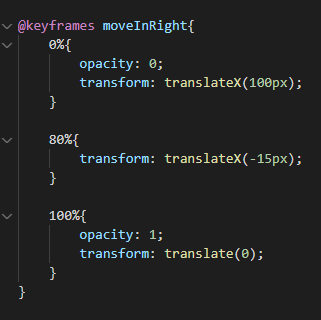 @keyframes moveInRight{
0%{
opacity: 0;
transform: translateX(100px);
}
80%{
transform: translateX(-15px);
}
100%{
opacity: 1;
transform: translate(0);
}
}